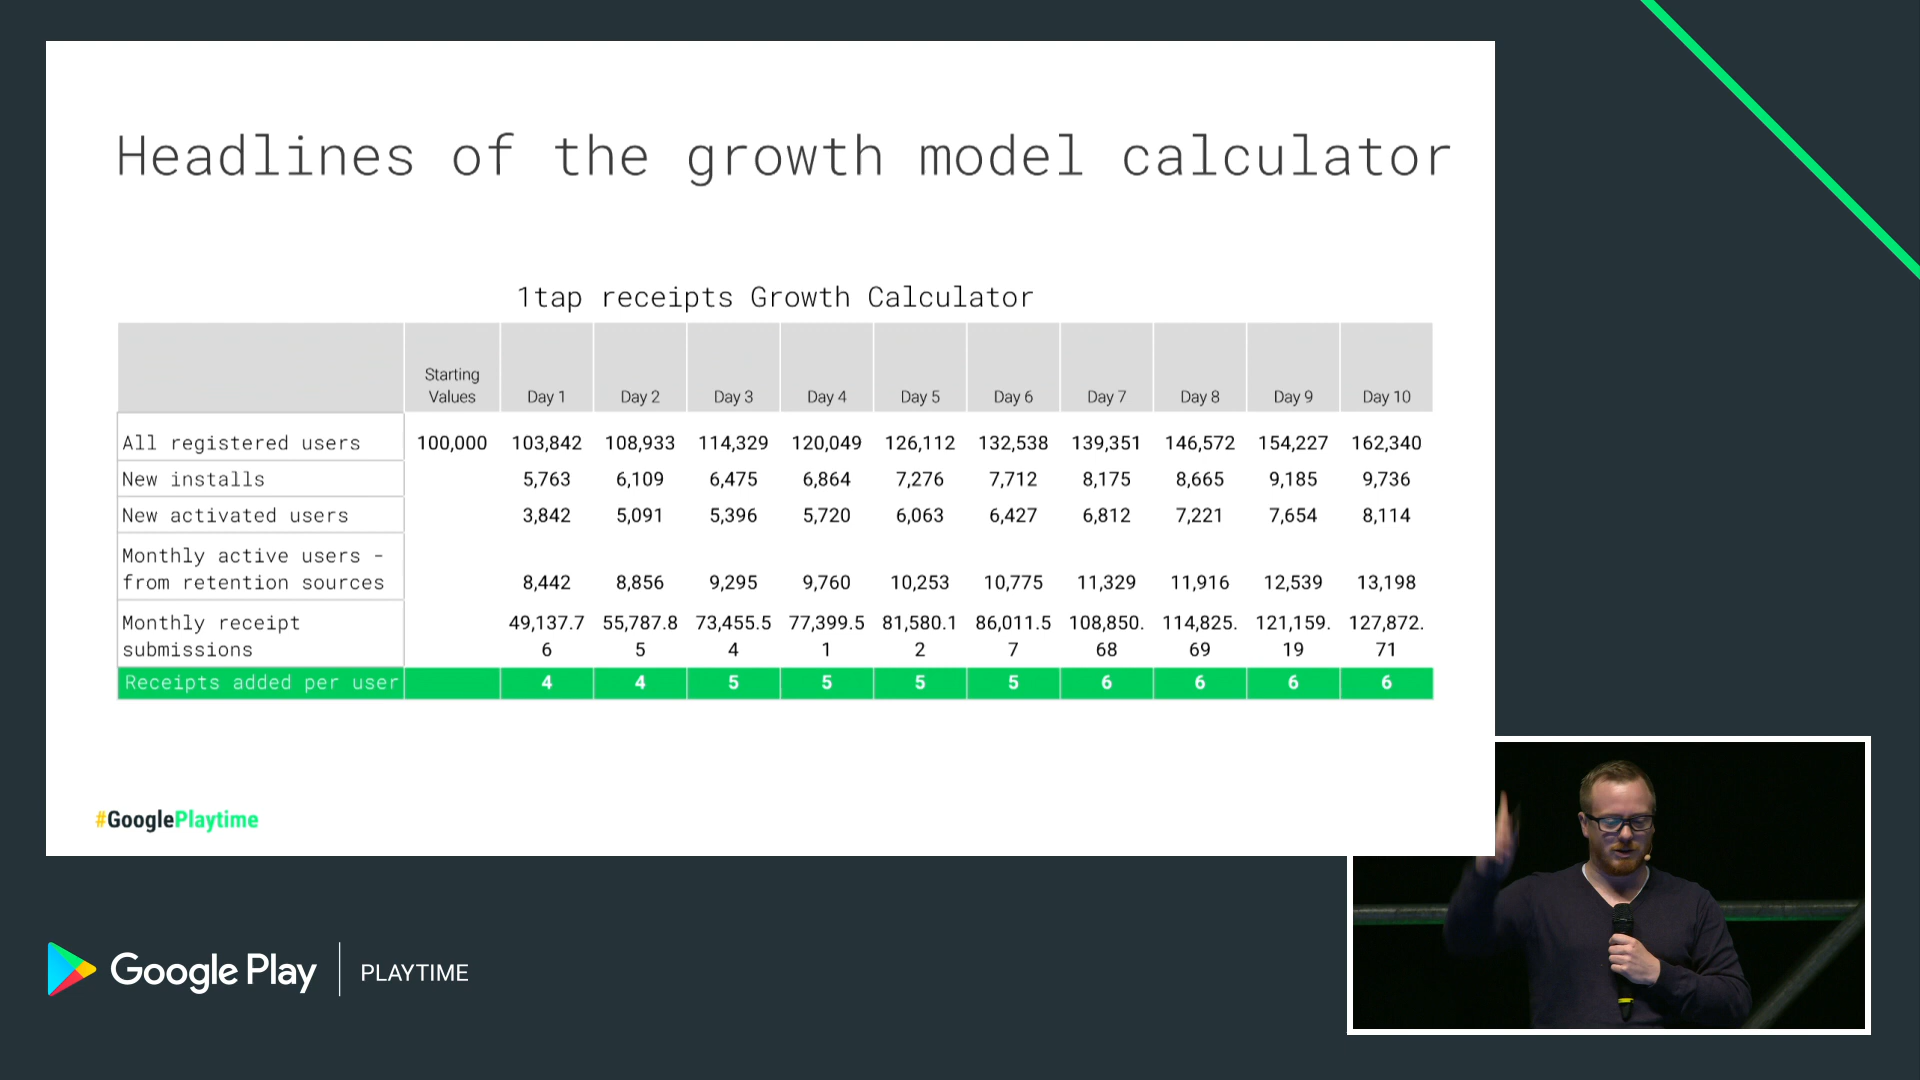 Headlines of the growth model calculator
1tap receipts Growth Calculator
Starting Values Day 1 Day 2 Day 3 Day 4 Day 5 Day 6 Day 7 Day 8 Day 9 Day 10
All registered users 100,000 103,842 108,933 114,329 120,049 126,112 132,538 139,351 146,572 154,227 162,340
New installs 5,763 6,109 6,475 6,864 7,276 7,712 8,175 8,665 9,185 9,736
New activated users 3,842 5,091 5,396 5,720 6,063 6,427 6,812 7,221 7,654 8,114
Monthly active users -
from retention sources 8,442 8,856 9,295 9,760 10,253 10,775 11,329 11,916 12,539 13,198
Monthly receipt 49,137.7 55,787.8 73,455.5 77,399.5 81,580.1 86,011.5 108,850. 114,825. 121,159. 127,872.
submissions 6 5 4 1 2 7 68 69 19 71
Receipts added per user 4 4 5 5 5 5 6 6 6 6
#GooglePlaytime
Google Play PLAYTIME